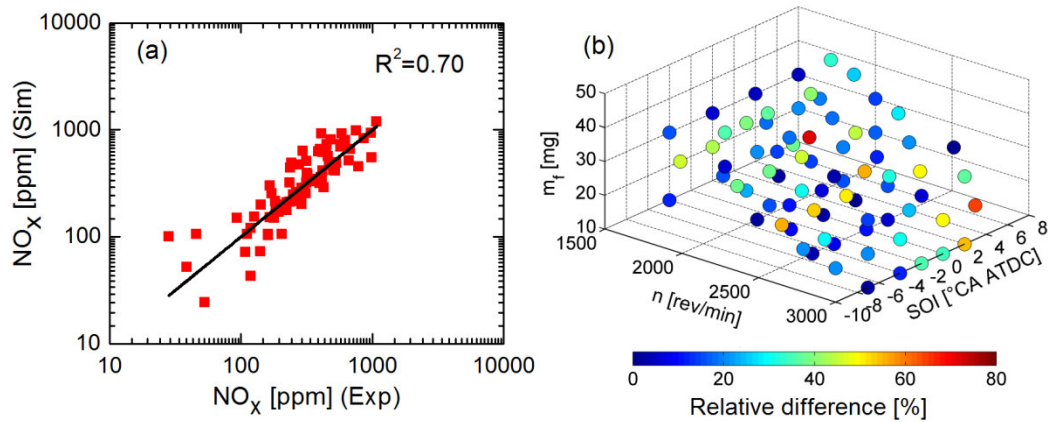 (a)
R²=0.70
10000
1000
100
10
NOX [ppm] (Sim)
10 100 1000 10000
NOX [ppm] (Exp)
(b)
50
40
30
20
10
mf [mg]
1500
2000
2500
3000
n [rev/min]
-10
-8
-6
-4
-2
0
2
4
6
8
SOI [°CA ATDC]
0 20 40 60 80
Relative difference [%]